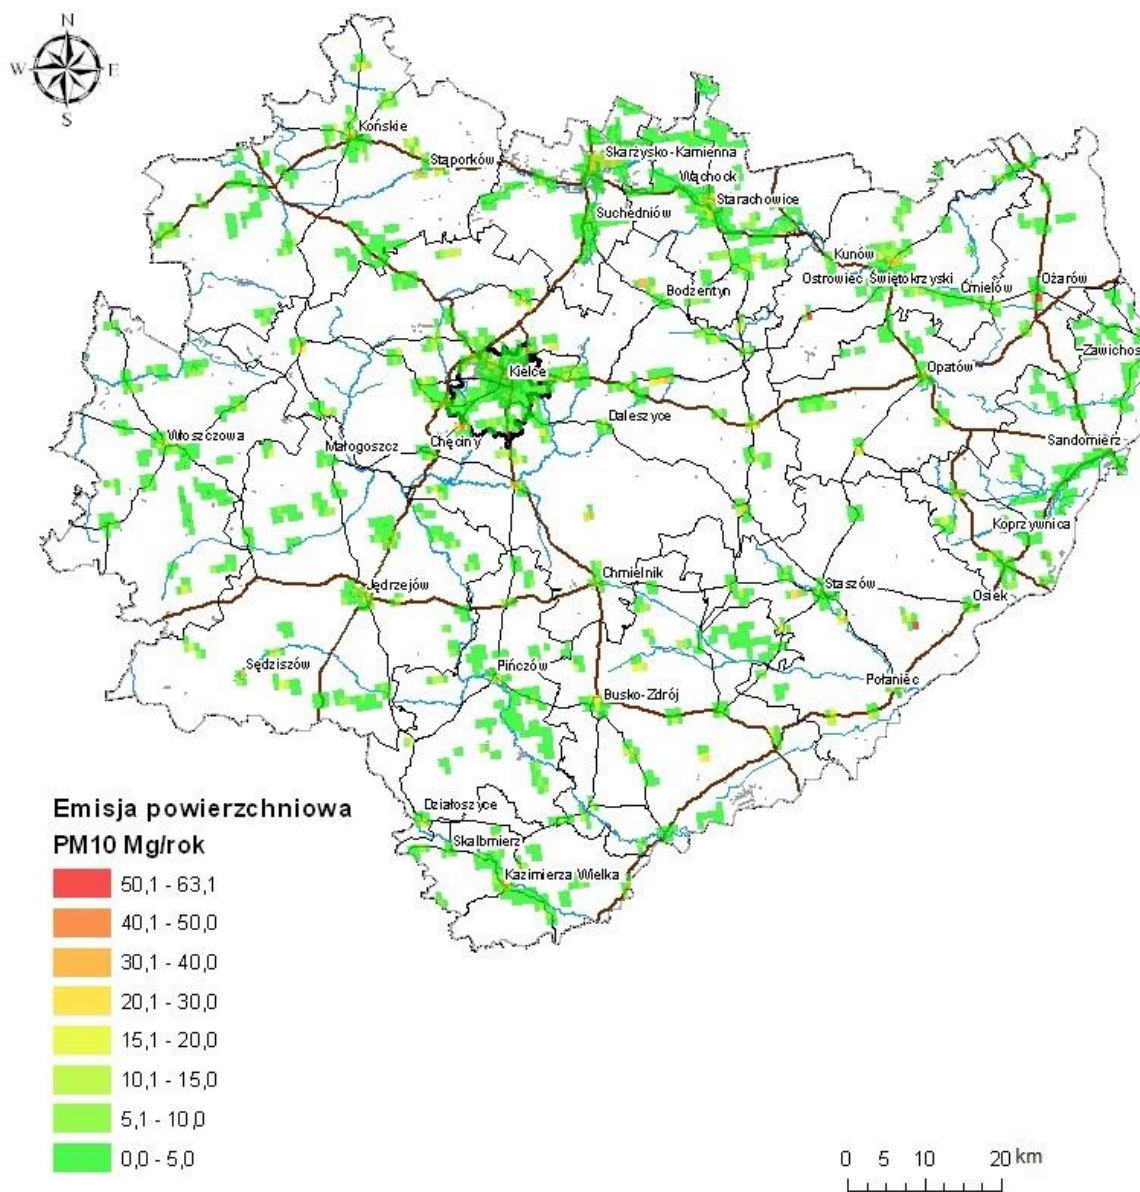 N
W E
S
Końskie
Stąporków
Skarżysko-Kamienna
Wąchock
Starachowice
Suchedniów
Kunów
Ostrowiec Świętokrzyski
Ćmielów
Ożarów
Bodzentyn
Zawichos
Opatów
Kielce
Daleszyce
Włoszczowa
Małogoszcz
Chęciny
Sandomierz
Koprzywnica
Chmielnik
Staszów
Jędrzejów
Osiek
Sędziszów
Pińczów
Busko-Zdrój
Połaniec
Działoszyce
Skalbmierz
Kazimierza Wielka
Emisja powierzchniowa
PM10 Mg/rok
50,1 - 63,1
40,1 - 50,0
30,1 - 40,0
20,1 - 30,0
15,1 - 20,0
10,1 - 15,0
5,1 - 10,0
0,0 - 5,0
0 5 10 20 km